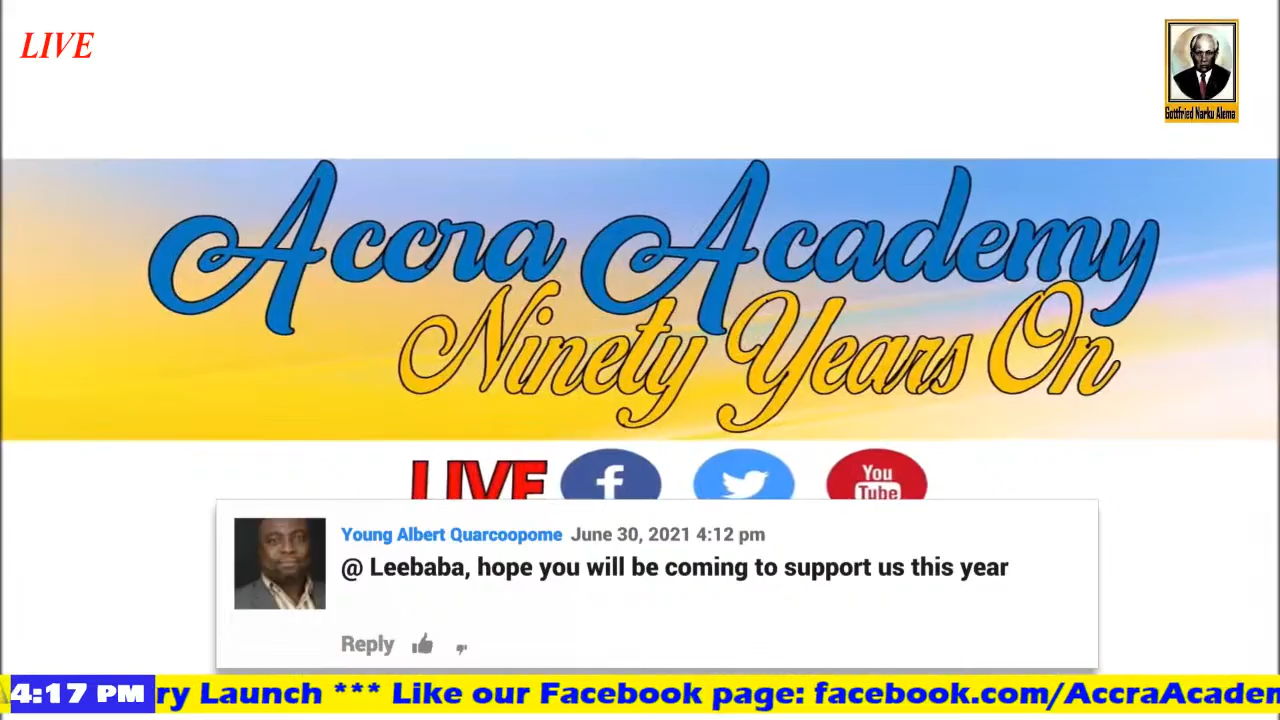 LIVE
Gottfried Narku Alema
Accra Academy
Ninety Years On
LIVE f You
Tube
Young Albert Quarcoopome June 30, 2021 4:12 pm
@ Leebaba, hope you will be coming to support us this year
Reply
4:17 PM ry Launch *** Like our Facebook page: facebook.com/AccraAcadem